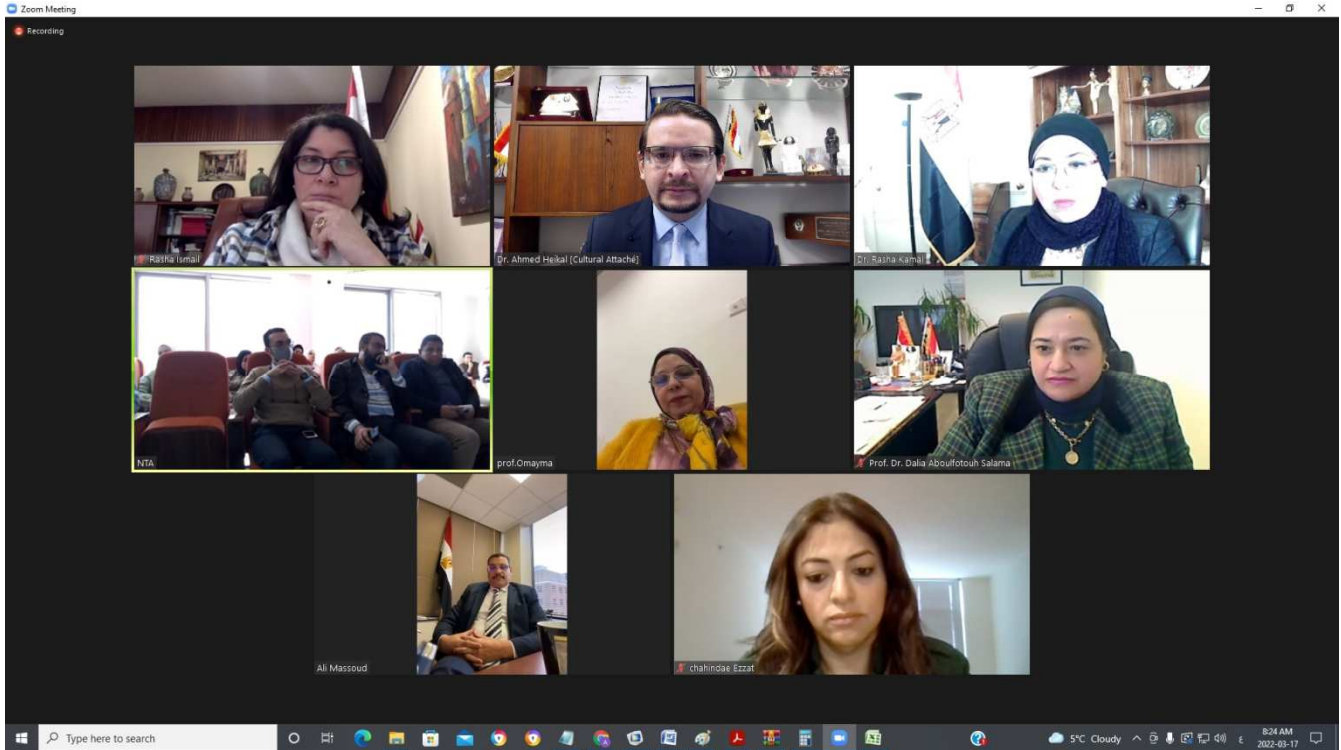 Zoom Meeting
Recording
Rasha Ismail
Dr. Ahmed Heikal [Cultural Attaché]
Dr. Rasha Kamal
NTA
prof.Omayma
Prof. Dr. Dalia Aboulfotouh Salama
Ali Massoud
chahindae Ezzat
Type here to search
5°C Cloudy
ع
8:24 AM
2022-03-17